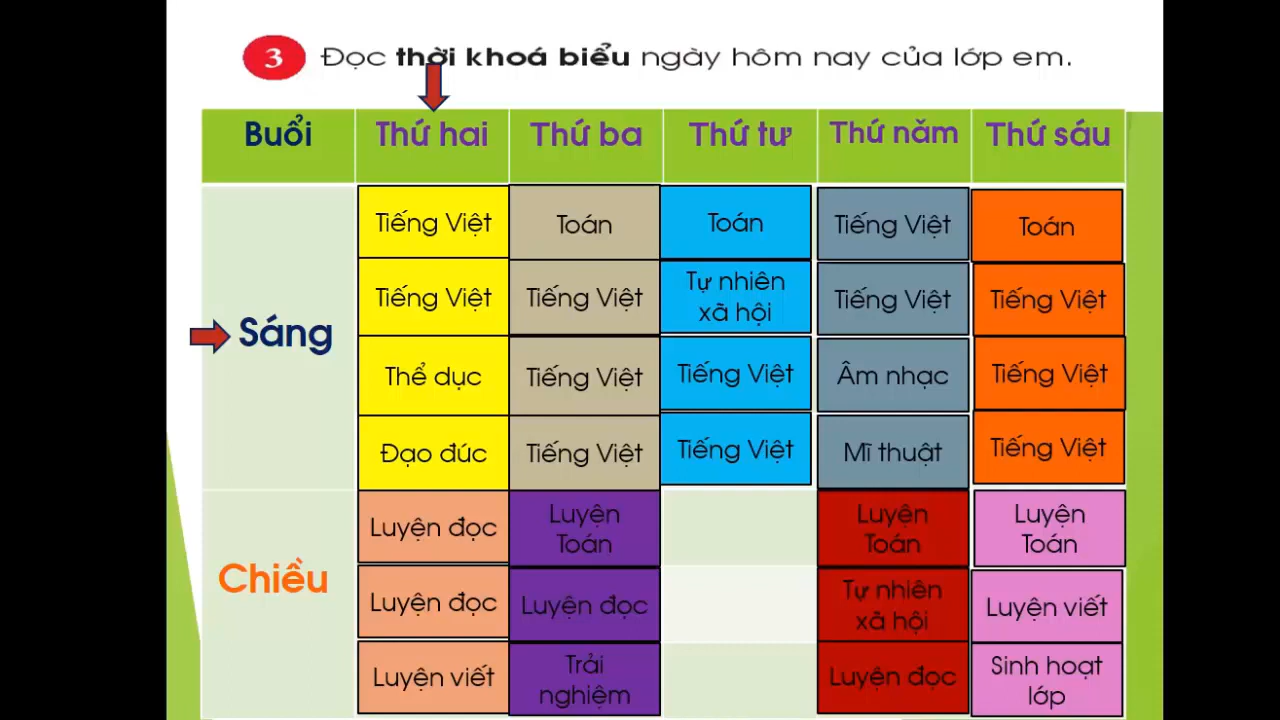 3 Đọc thời khoá biểu ngày hôm nay của lớp em.
Buổi Thứ hai Thứ ba Thứ tư Thứ năm Thứ sáu
Sáng
Tiếng Việt Toán Toán Tiếng Việt Toán
Tiếng Việt Tiếng Việt Tự nhiên xã hội Tiếng Việt Tiếng Việt
Thể dục Tiếng Việt Tiếng Việt Âm nhạc Tiếng Việt
Đạo đúc Tiếng Việt Tiếng Việt Mĩ thuật Tiếng Việt
Chiều
Luyện đọc Luyện Toán Luyện Toán Luyện Toán
Luyện đọc Luyện đọc Tự nhiên xã hội Luyện viết
Luyện viết Trải nghiệm Luyện đọc Sinh hoạt lớp